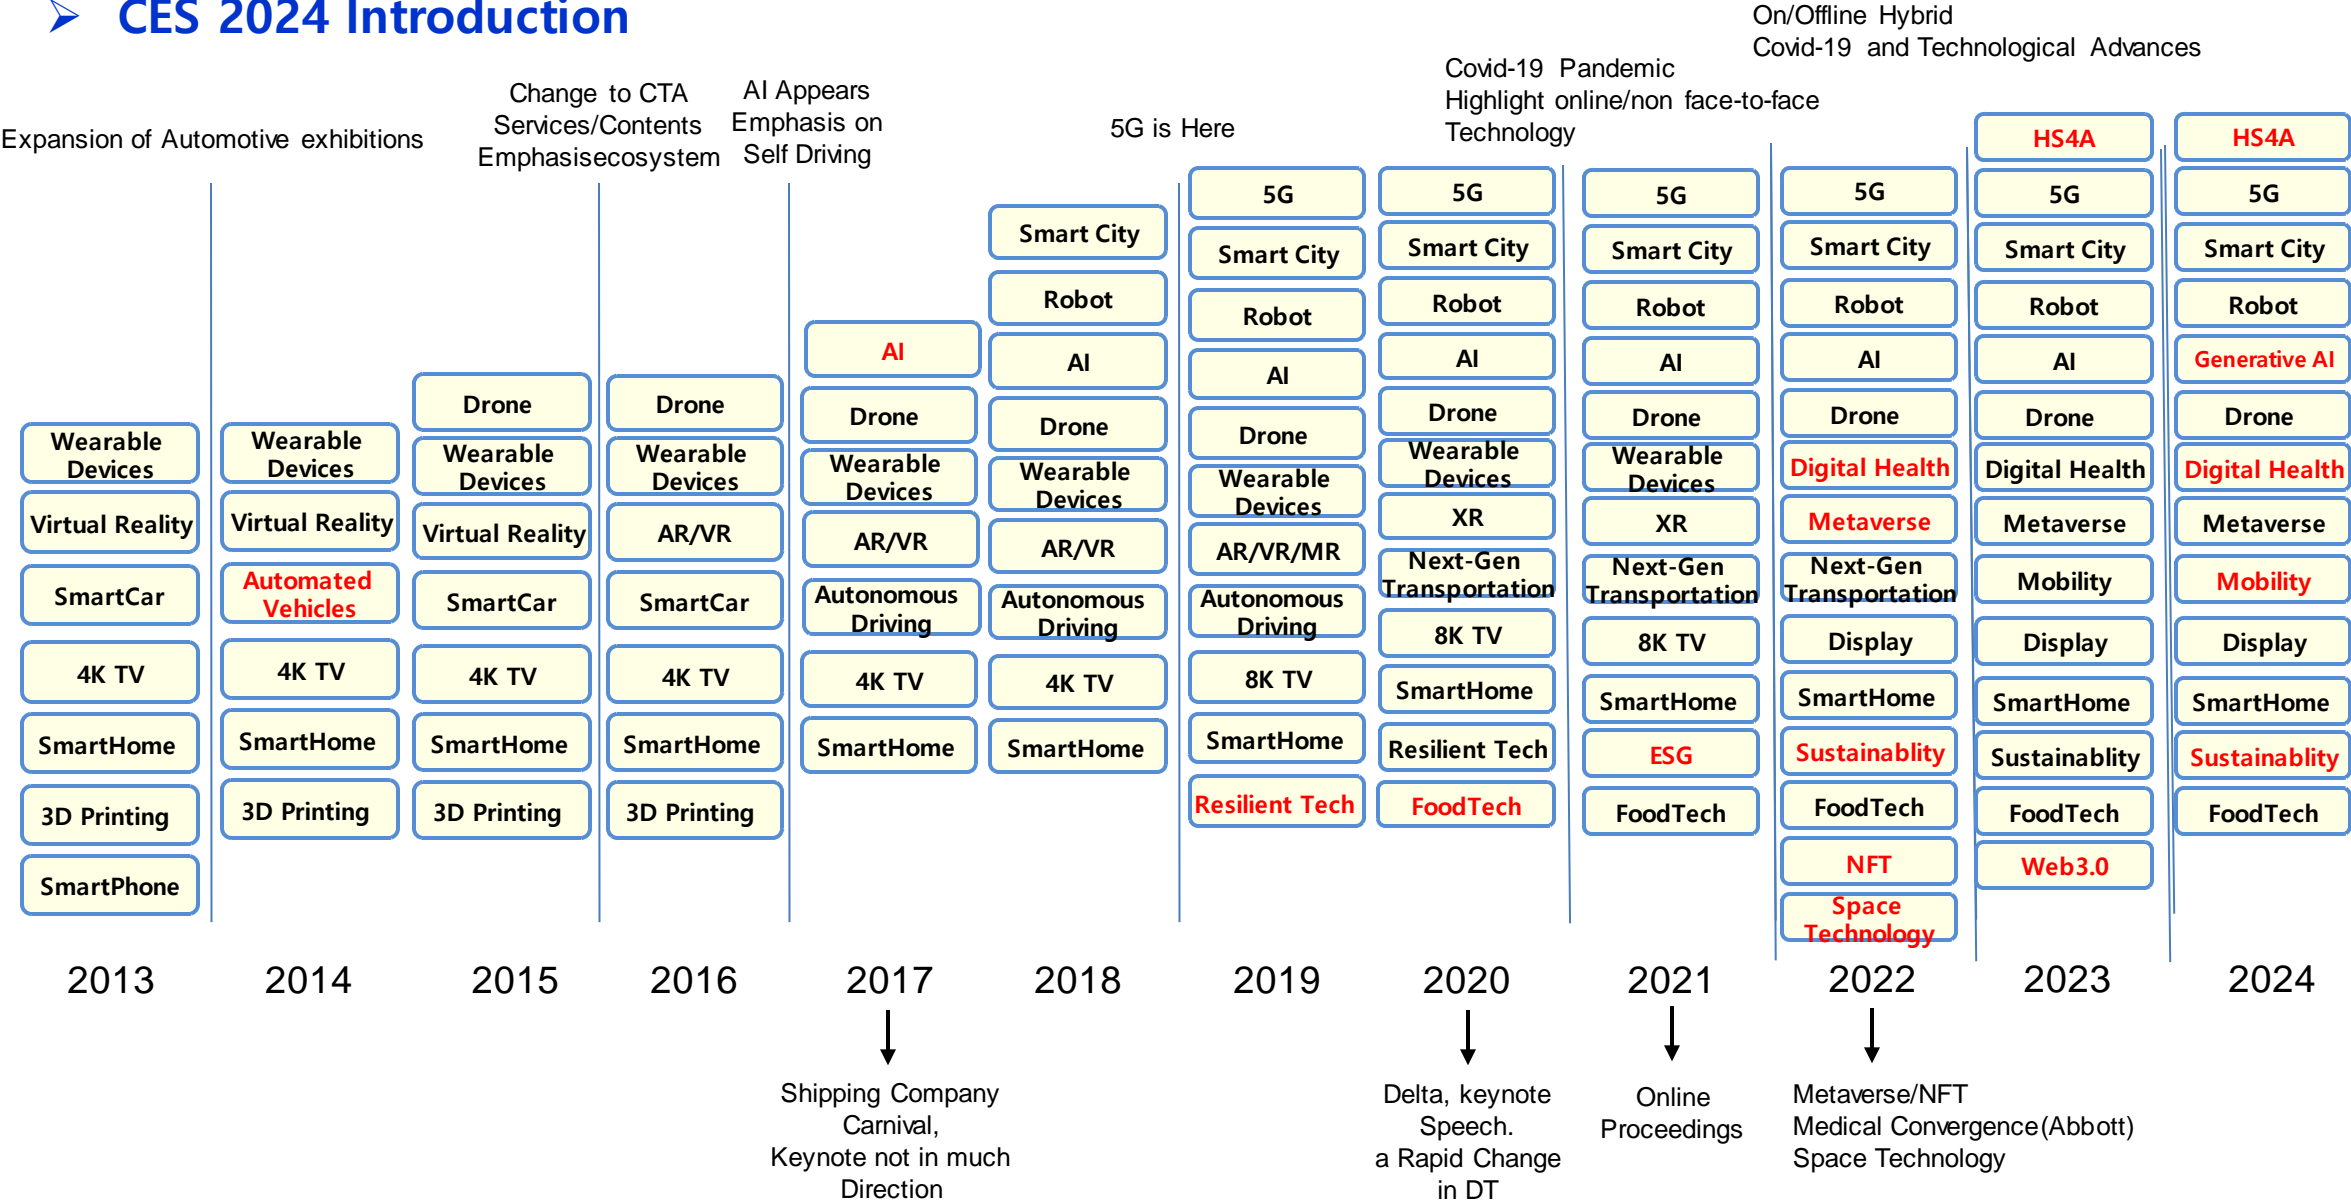 ➢ CES 2024 Introduction
On/Offline Hybrid
Covid-19 and Technological Advances
Covid-19 Pandemic
Highlight online/non face-to-face
Technology
Change to CTA
Services/Contents
Emphasisecosystem
AI Appears
Emphasis on
Self Driving
5G is Here
Expansion of Automotive exhibitions
Wearable
Devices
Virtual Reality
SmartCar
4K TV
SmartHome
3D Printing
SmartPhone
2013
Wearable
Devices
Virtual Reality
Automated
Vehicles
4K TV
SmartHome
3D Printing
2014
Drone
Wearable
Devices
Virtual Reality
SmartCar
4K TV
SmartHome
3D Printing
2015
Drone
Wearable
Devices
AR/VR
SmartCar
4K TV
SmartHome
3D Printing
2016
AI
Drone
Wearable
Devices
AR/VR
Autonomous
Driving
4K TV
SmartHome
2017
Shipping Company
Carnival,
Keynote not in much
Direction
Smart City
Robot
AI
Drone
Wearable
Devices
AR/VR
Autonomous
Driving
4K TV
SmartHome
2018
5G
Smart City
Robot
AI
Drone
Wearable
Devices
AR/VR/MR
Autonomous
Driving
8K TV
SmartHome
Resilient Tech
2019
5G
Smart City
Robot
AI
Drone
Wearable
Devices
XR
Next-Gen
Transportation
8K TV
SmartHome
Resilient Tech
FoodTech
2020
Delta, keynote
Speech.
a Rapid Change
in DT
5G
Smart City
Robot
AI
Drone
Wearable
Devices
XR
Next-Gen
Transportation
8K TV
SmartHome
ESG
FoodTech
2021
Online
Proceedings
5G
Smart City
Robot
AI
Drone
Digital Health
Metaverse
Next-Gen
Transportation
Display
SmartHome
Sustainablity
FoodTech
NFT
Space
Technology
2022
Metaverse/NFT
Medical Convergence(Abbott)
Space Technology
HS4A
5G
Smart City
Robot
AI
Drone
Digital Health
Metaverse
Mobility
Display
SmartHome
Sustainablity
FoodTech
Web3.0
2023
HS4A
5G
Smart City
Robot
Generative AI
Drone
Digital Health
Metaverse
Mobility
Display
SmartHome
Sustainablity
FoodTech
2024